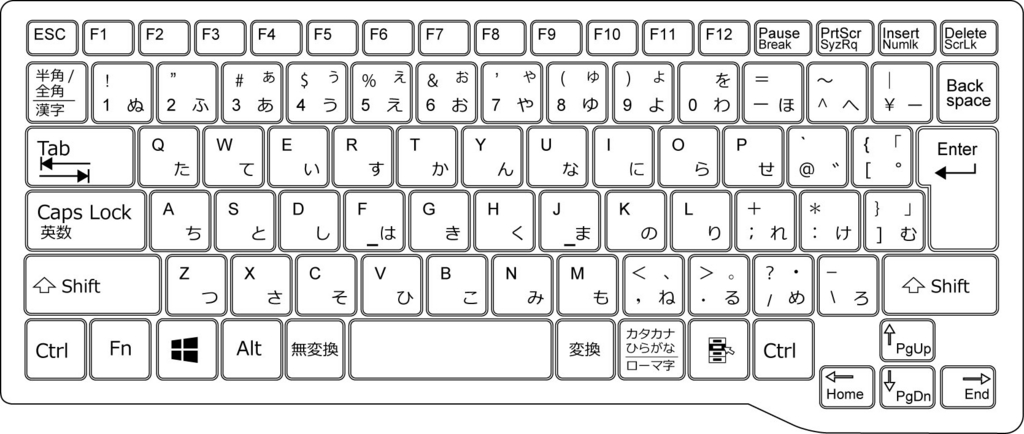 ESC F1 F2 F3 F4 F5 F6 F7 F8 F9 F10 F11 F12 Pause PrtScr Insert Delete
Break SyzRq Numlk ScrLk
半角/ ! ” # ぁ $ ぅ % ぇ & ぉ ’ ゃ ( ゅ ) ょ を = ～ | Back
全角
漢字 1 ぬ 2 ふ 3 あ 4 う 5 え 6 お 7 や 8 ゆ 9 よ 0 わ ー ほ ^ へ ¥ ー space
Tab Q W E R T Y U I O P ` { 「 Enter
た て い す か ん な に ら せ @ ゛ [ °
Caps Lock A S D F G H J K L + * } 」
英数 ち と し _は き く _ま の り ; れ : け ] む
Shift Z X C V B N M < 、 > 。 ? ・ _ Shift
つ さ そ ひ こ み も , ね . る / め \ ろ
Ctrl Fn Alt 無変換 変換 カタカナ Ctrl
ひらがな
ローマ字
PgUp
Home PgDn End